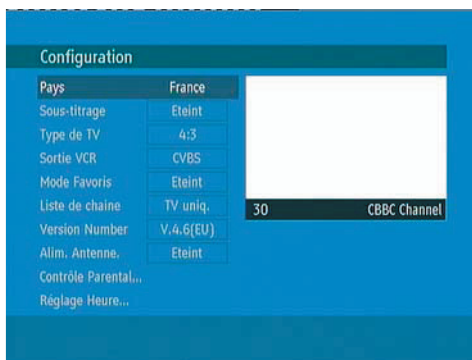 Configuration
Pays France
Sous-titrage Eteint
Type de TV 4:3
Sortie VCR CVBS
Mode Favoris Eteint
Liste de chaine TV uniq.
Version Number V.4.6(EU)
Alim. Antenne. Eteint
Contrôle Parental...
Réglage Heure...
30 CBBC Channel